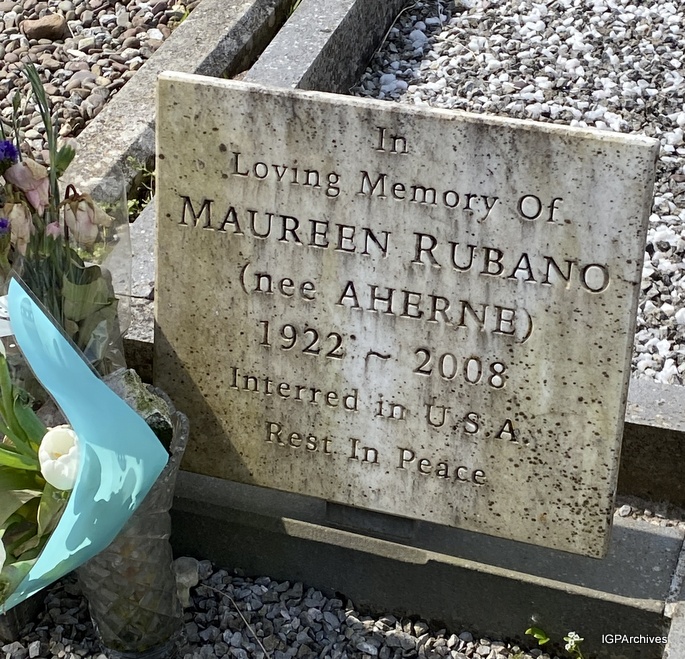 In
Loving Memory Of
MAUREEN RUBANO
(nee AHERNE)
1922 ~ 2008
Interred in U.S.A.
Rest In Peace
IGPArchives